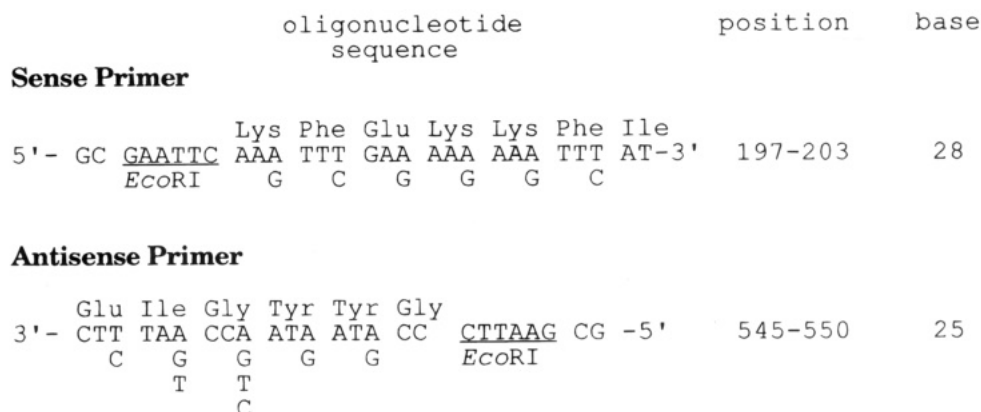 oligonucleotide position base
sequence
Sense Primer
Lys Phe Glu Lys Lys Phe Ile
5'- GC GAATTC AAA TTT GAA AAA AAA TTT AT-3' 197-203 28
EcoRI G C G G G C
Antisense Primer
Glu Ile Gly Tyr Tyr Gly
3'- CTT TAA CCA ATA ATA CC CTTAAG CG -5' 545-550 25
C G G G G EcoRI
T T
C